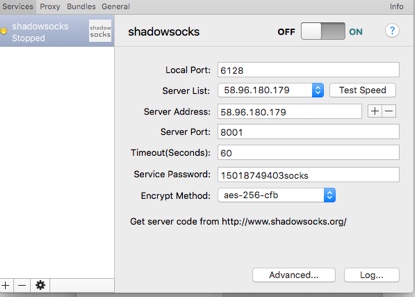 Services Proxy Bundles General Info
shadowsocks
Stopped
shadow
socks
shadowsocks OFF ON ?
Local Port: 6128
Server List: 58.96.180.179 Test Speed
Server Address: 58.96.180.179 + −
Server Port: 8001
Timeout(Seconds): 60
Service Password: 15018749403socks
Encrypt Method: aes-256-cfb
Get server code from http://www.shadowsocks.org/
Advanced... Log...
+ −